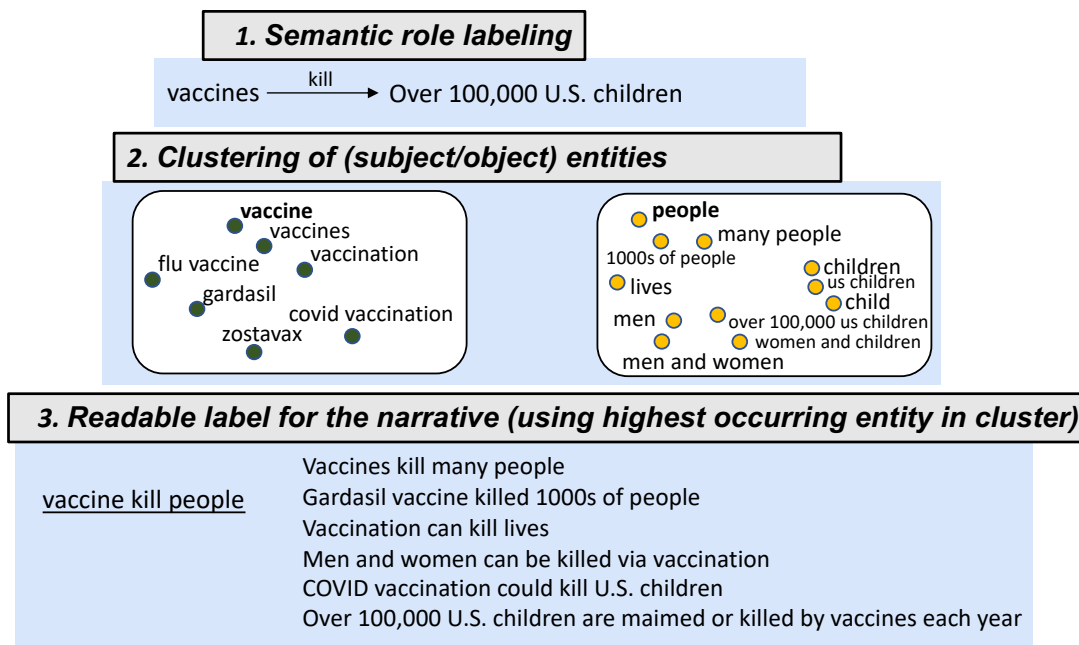 1. Semantic role labeling
kill
vaccines
Over 100,000 U.S. children
2. Clustering of (subject/object) entities
vaccine
vaccines
vaccination
flu vaccine
gardasil
covid vaccination
zostavax
people
many people
1000s of people
children
us children
lives
child
men
over 100,000 us children
women and children
men and women
3. Readable label for the narrative (using highest occurring entity in cluster)
vaccine kill people
Vaccines kill many people
Gardasil vaccine killed 1000s of people
Vaccination can kill lives
Men and women can be killed via vaccination
COVID vaccination could kill U.S. children
Over 100,000 U.S. children are maimed or killed by vaccines each year